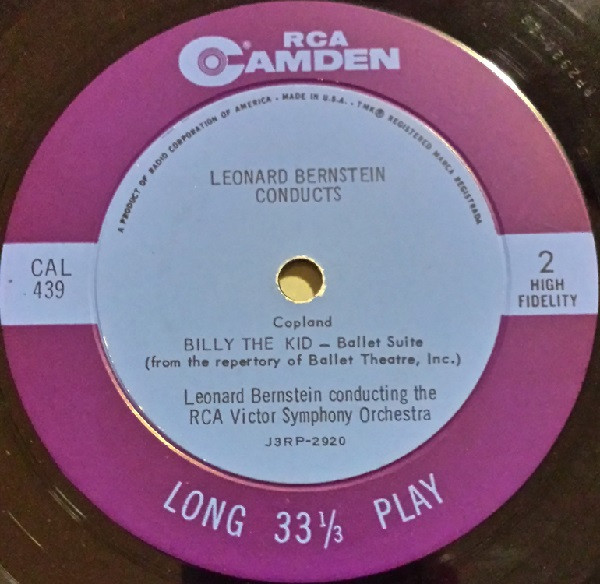 RCA
CAMDEN
A PRODUCT OF RADIO CORPORATION OF AMERICA - MADE IN U.S.A. - TMK ® REGISTERED MARCA REGISTRADA
LEONARD BERNSTEIN
CONDUCTS
CAL
439
2
HIGH
FIDELITY
Copland
BILLY THE KID – Ballet Suite
(from the repertory of Ballet Theatre, Inc.)
Leonard Bernstein conducting the
RCA Victor Symphony Orchestra
J3RP-2920
LONG 33⅓ PLAY